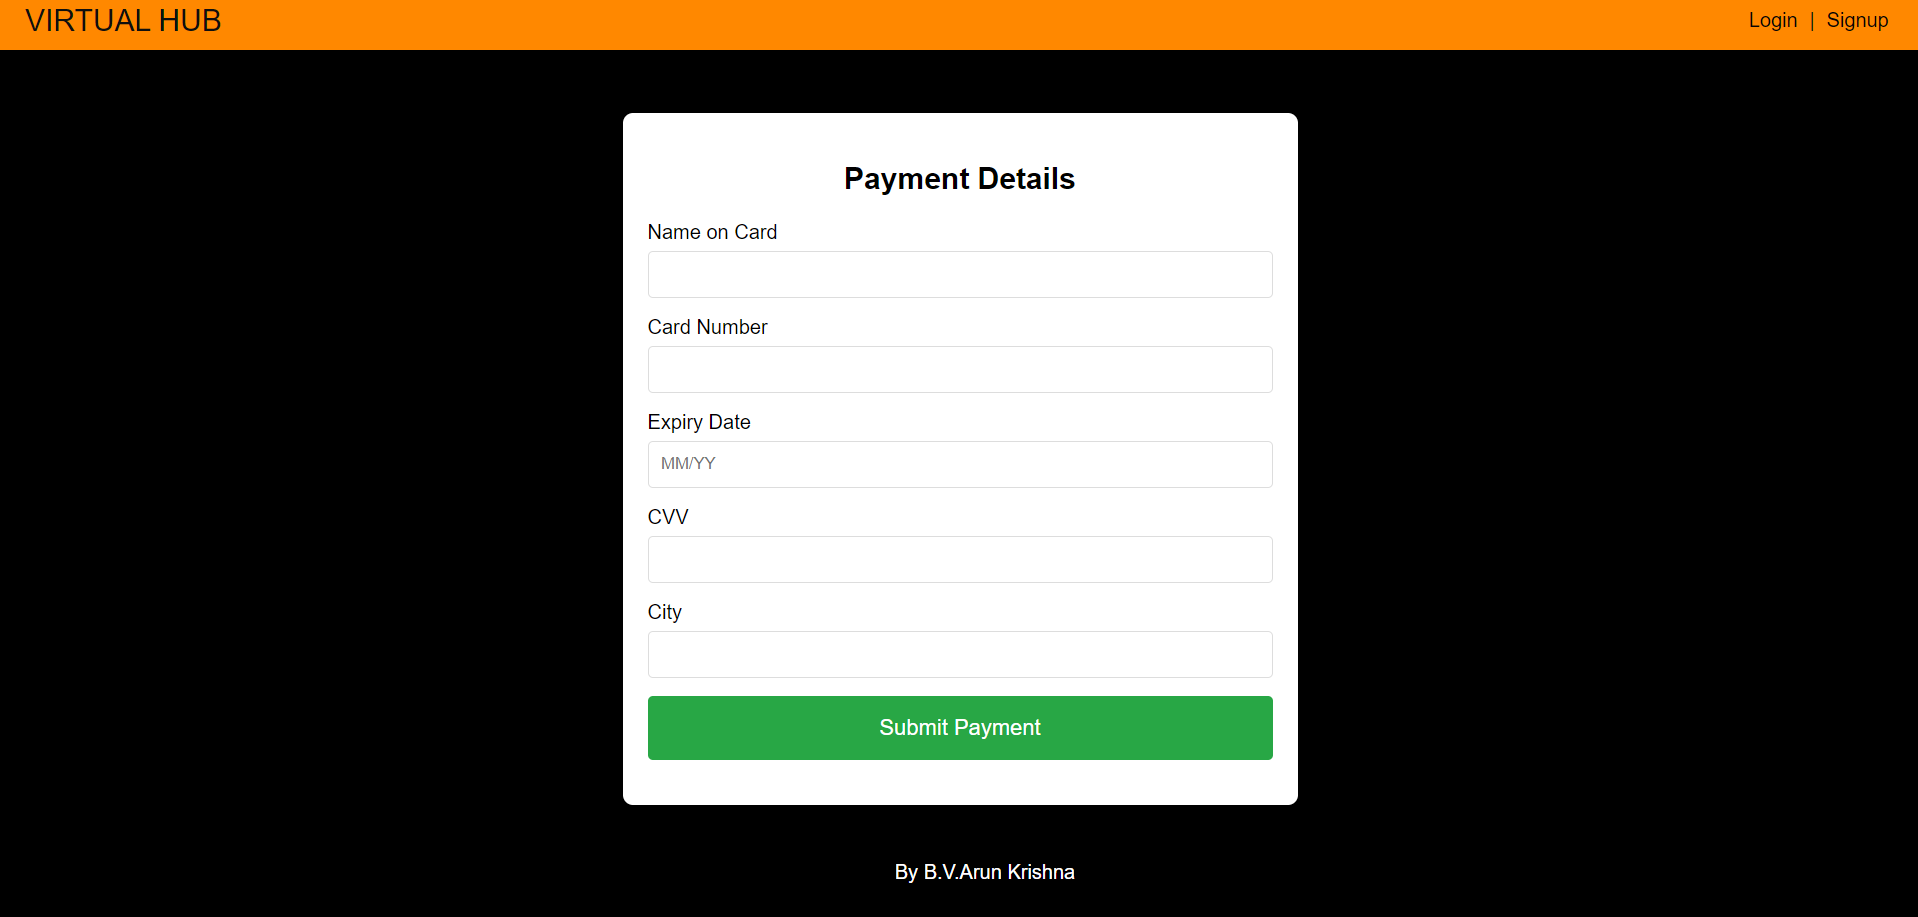 VIRTUAL HUB
Login | Signup
Payment Details
Name on Card
Card Number
Expiry Date
MM/YY
CVV
City
Submit Payment
By B.V.Arun Krishna